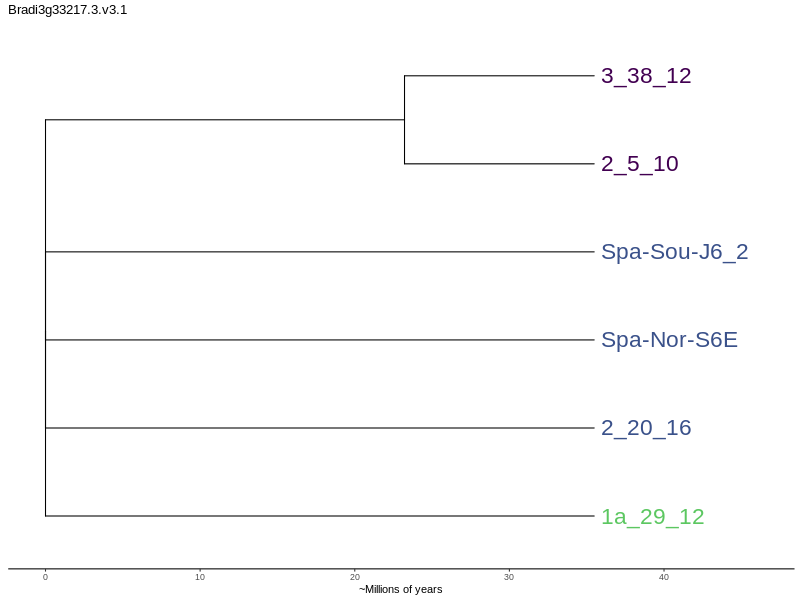 Bradi3g33217.3.v3.1
3_38_12
2_5_10
Spa-Sou-J6_2
Spa-Nor-S6E
2_20_16
1a_29_12
0 10 20 30 40
~Millions of years